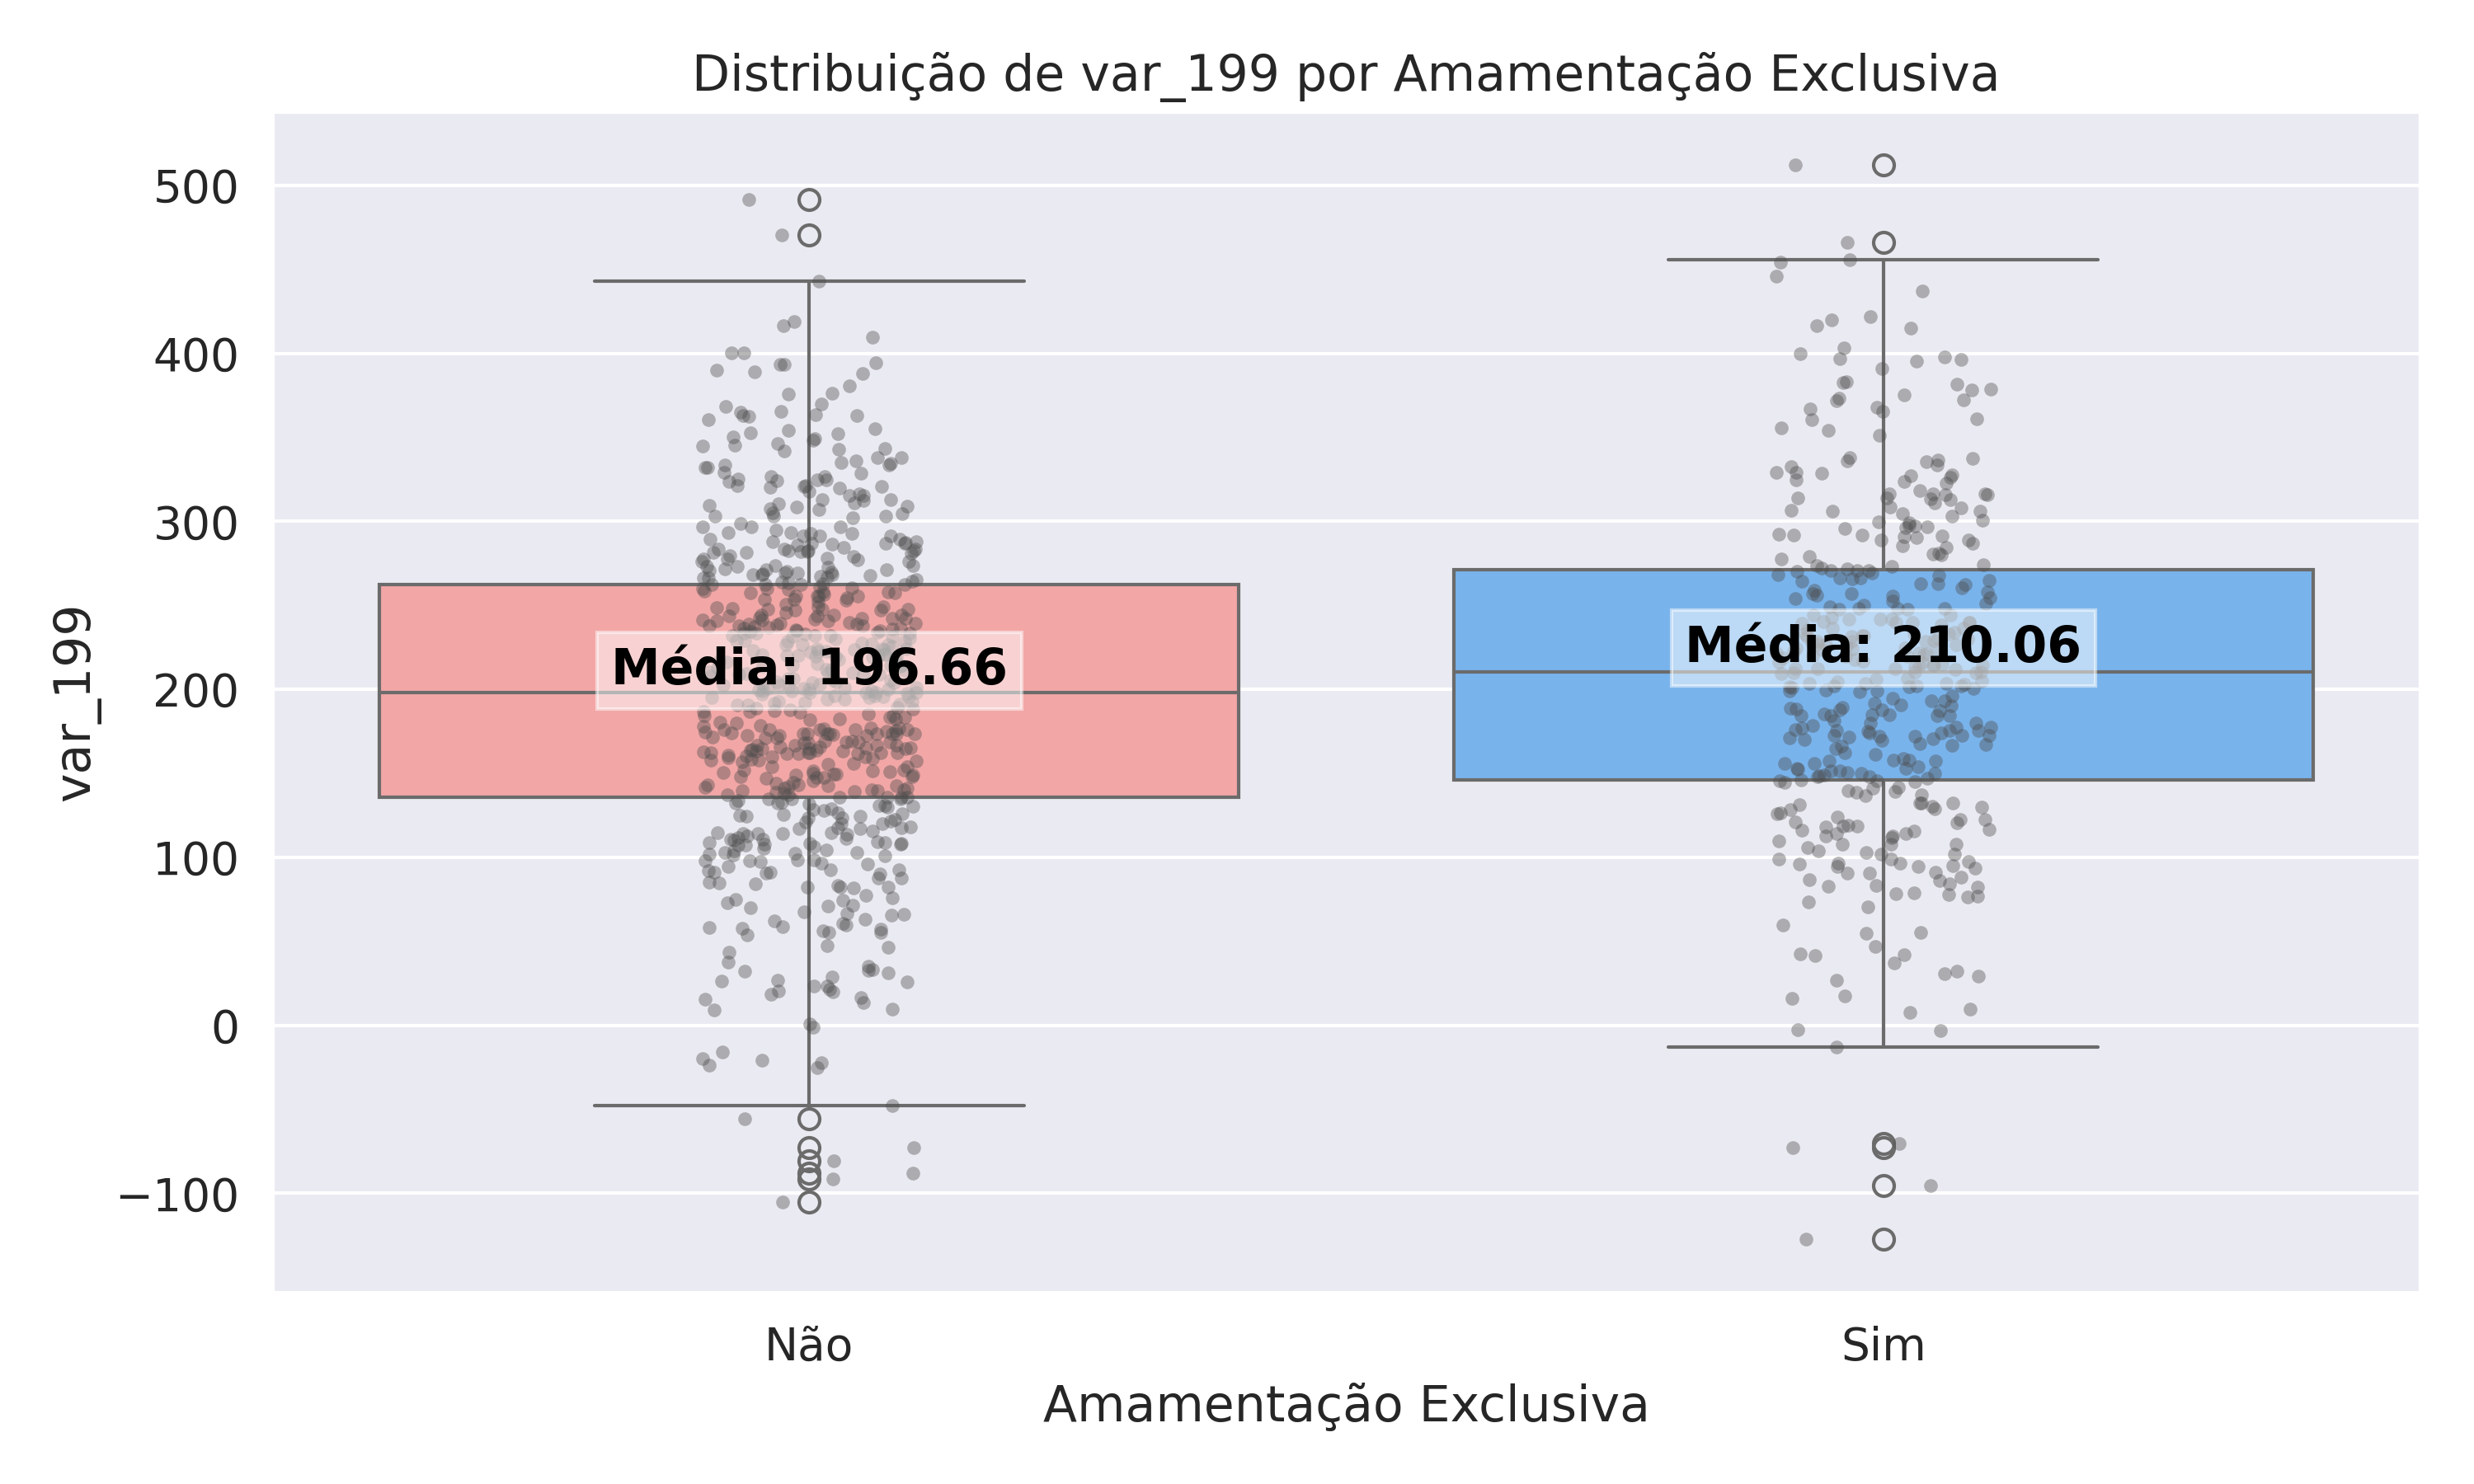 Distribuição de var_199 por Amamentação Exclusiva
var_199
500
400
300
200
100
0
−100
Média: 196.66
Média: 210.06
Não
Sim
Amamentação Exclusiva